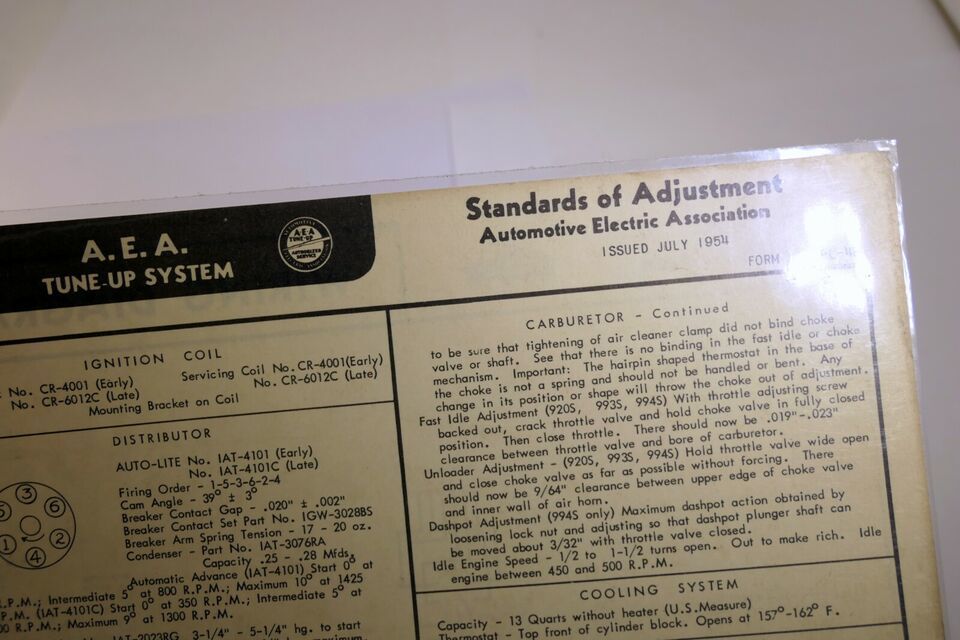 A.E.A.
TUNE-UP SYSTEM
A·E·A
TUNE-UP
AUTHORIZED
SERVICE
Standards of Adjustment
Automotive Electric Association
ISSUED JULY 1954
FORM
IGNITION COIL
No. CR-4001 (Early)
No. CR-6012C (Late)
Servicing Coil No. CR-4001(Early)
No. CR-6012C (Late)
Mounting Bracket on Coil
DISTRIBUTOR
AUTO-LITE No. IAT-4101 (Early)
No. IAT-4101C (Late)
Firing Order - 1-5-3-6-2-4
Cam Angle - 39° ± 3°
Breaker Contact Gap - .020" ± .002"
Breaker Contact Set Part No. IGW-3028BS
Breaker Arm Spring Tension - 17 - 20 oz.
Condenser - Part No. IAT-3076RA
Capacity .25 - .28 Mfds.
3
5 6
1 2
4
Automatic Advance (IAT-4101) Start 0° at
R.P.M.; Intermediate 5° at 800 R.P.M.; Maximum 10° at 1425
P.M. (IAT-4101C) Start 0° at 350 R.P.M.; Intermediate 5° at
R.P.M.; Maximum 9° at 1300 R.P.M.
3-1/4" - 5-1/4" hg. to start
CARBURETOR - Continued
to be sure that tightening of air cleaner clamp did not bind choke
valve or shaft. See that there is no binding in the fast idle or choke
mechanism. Important: The hairpin shaped thermostat in the base of
the choke is not a spring and should not be handled or bent. Any
change in its position or shape will throw the choke out of adjustment.
Fast Idle Adjustment (920S, 993S, 994S) With throttle adjusting screw
backed out, crack throttle valve and hold choke valve in fully closed
position. Then close throttle. There should now be .019"-.023"
clearance between throttle valve and bore of carburetor.
Unloader Adjustment - (920S, 993S, 994S) Hold throttle valve wide open
and close choke valve as far as possible without forcing. There
should now be 9/64" clearance between upper edge of choke valve
and inner wall of air horn.
Dashpot Adjustment (994S only) Maximum dashpot action obtained by
loosening lock nut and adjusting so that dashpot plunger shaft can
be moved about 3/32" with throttle valve closed.
Idle Engine Speed - 1/2 to 1-1/2 turns open. Out to make rich. Idle
engine between 450 and 500 R.P.M.
COOLING SYSTEM
Capacity - 13 Quarts without heater (U.S.Measure)
Thermostat - Top front of cylinder block. Opens at 157°-162° F.